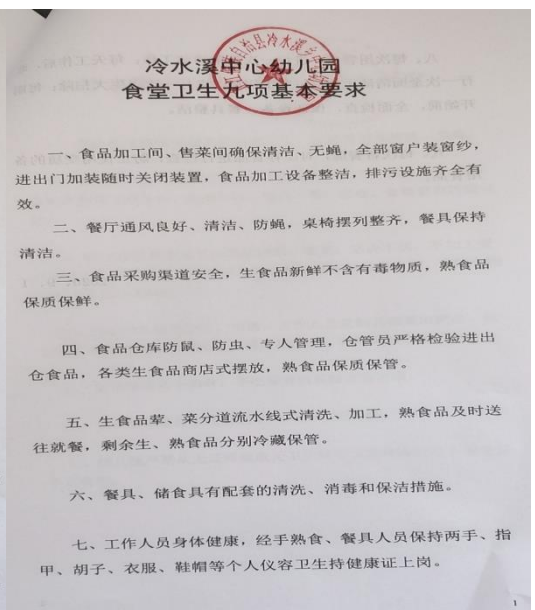 冷水溪中心幼儿园
食堂卫生九项基本要求
一、食品加工间、售菜间确保清洁、无蝇，全部窗户装窗纱，
进出门加装随时关闭装置，食品加工设备整洁，排污设施齐全有
效。
二、餐厅通风良好、清洁、防蝇，桌椅摆列整齐，餐具保持
清洁。
三、食品采购渠道安全，生食品新鲜不含有毒物质，熟食品
保质保鲜。
四、食品仓库防鼠、防虫、专人管理，仓管员严格检验进出
仓食品，各类生食品商店式摆放，熟食品保质保管。
五、生食品荤、菜分道流水线式清洗、加工，熟食品及时送
往就餐，剩余生、熟食品分别冷藏保管。
六、餐具、储食具有配套的清洗、消毒和保洁措施。
七、工作人员身体健康，经手熟食、餐具人员保持两手、指
甲、胡子、衣服、鞋帽等个人仪容卫生持健康证上岗。
1